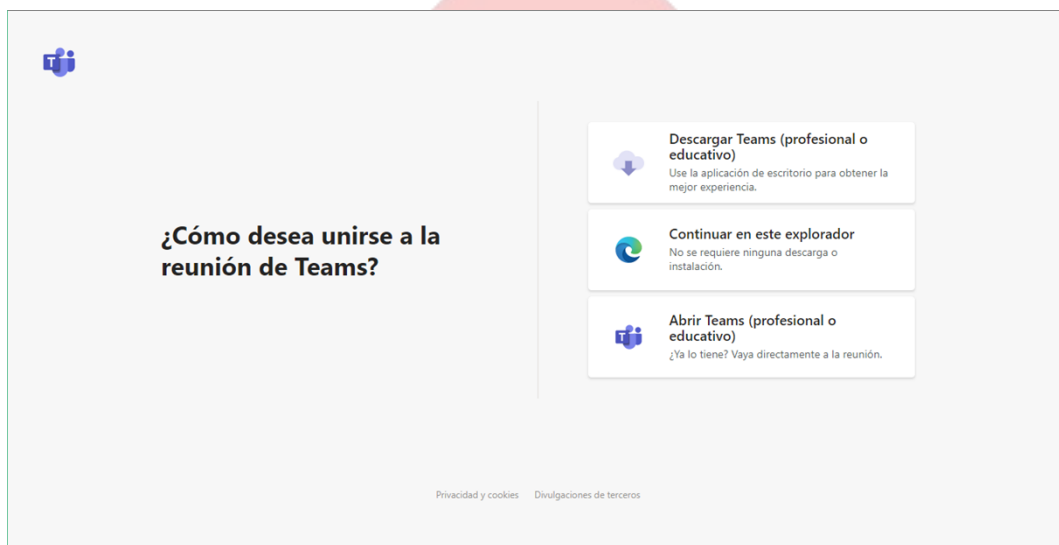 ¿Cómo desea unirse a la
reunión de Teams?
Descargar Teams (profesional o
educativo)
Use la aplicación de escritorio para obtener la
mejor experiencia.
Continuar en este explorador
No se requiere ninguna descarga o
instalación.
Abrir Teams (profesional o
educativo)
¿Ya lo tiene? Vaya directamente a la reunión.
Privacidad y cookies Divulgaciones de terceros